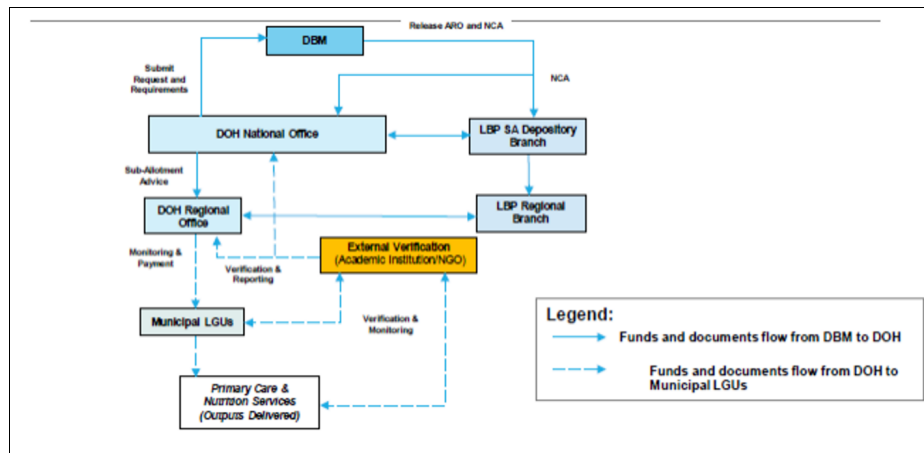 Release ARO and NCA
DBM
Submit
Request and
Requirements
NCA
DOH National Office
LBP SA Depository
Branch
Sub-Allotment
Advice
DOH Regional
Office
LBP Regional
Branch
Monitoring &
Payment
Verification &
Reporting
External Verification
(Academic Institution/NGO)
Municipal LGUs
Verification &
Monitoring
Primary Care &
Nutrition Services
(Outputs Delivered)
Legend:
Funds and documents flow from DBM to DOH
Funds and documents flow from DOH to
Municipal LGUs